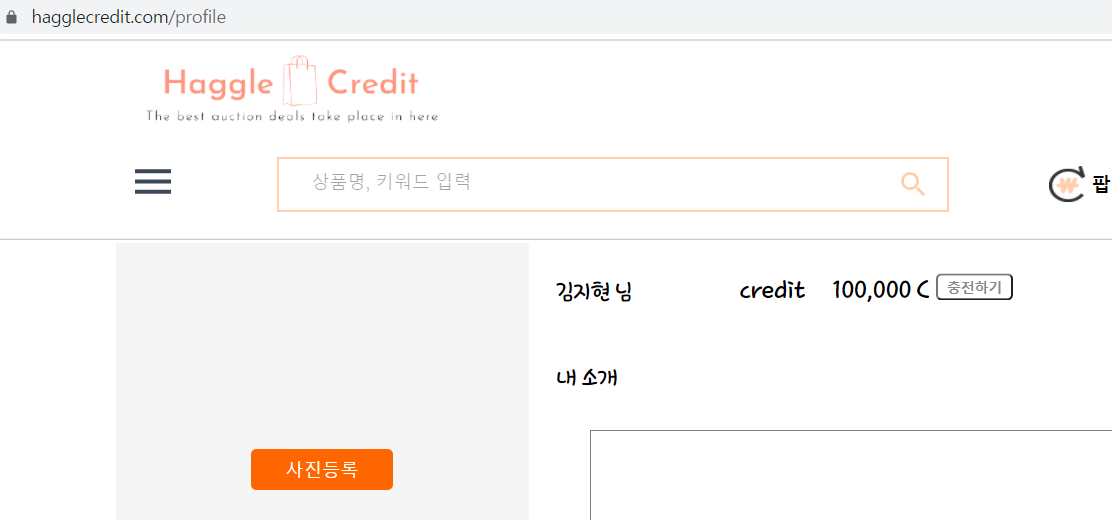 hagglecredit.com/profile
Haggle Credit
The best auction deals take place in here
상품명, 키워드 입력
₩ 팝
김지현 님 credit 100,000 C 충전하기
내 소개
사진등록